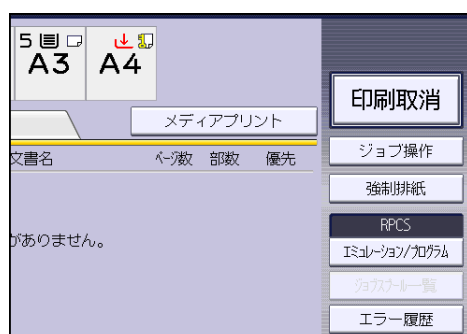 5
A3 A4
印刷取消
メディアプリント
ジョブ操作
文書名 ページ数 部数 優先
強制排紙
RPCS
がありません。
エミュレーション/プログラム
ジョブスプール一覧
エラー履歴